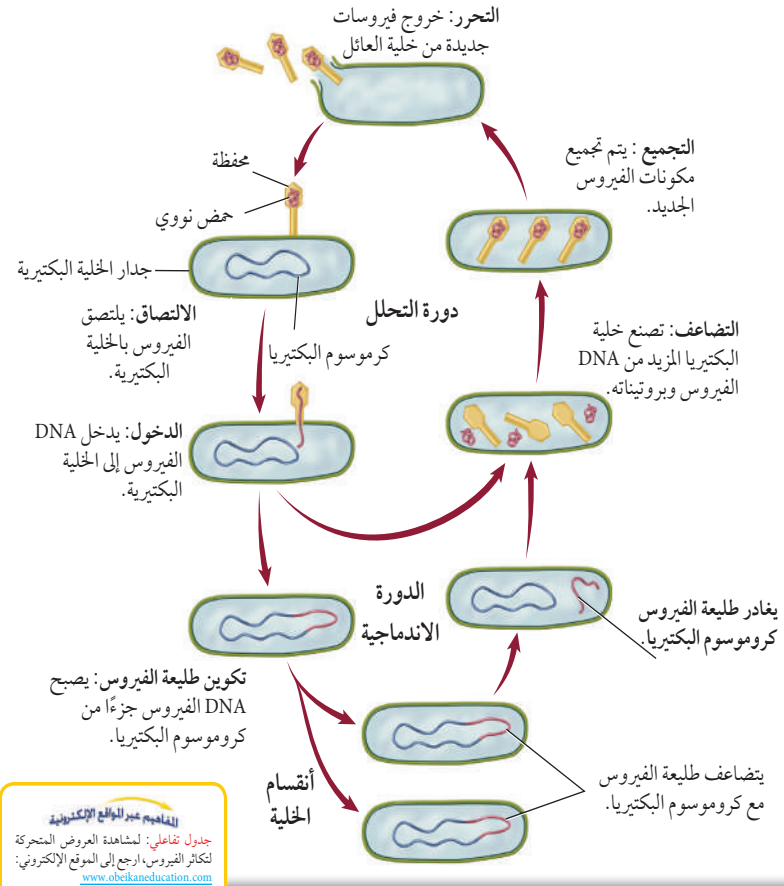 التحرر: خروج فيروسات
جديدة من خلية العائل
التجميع : يتم تجميع
مكونات الفيروس
الجديد.
محفظة
حمض نووي
جدار الخلية البكتيرية
الالتصاق: يلتصق
الفيروس بالخلية
البكتيرية.
كرموسوم البكتيريا
دورة التحلل
التضاعف: تصنع خلية
البكتيريا المزيد من DNA
الفيروس وبروتيناته.
الدخول: يدخل DNA
الفيروس إلى الخلية
البكتيرية.
الدورة
الاندماجية
يغادر طليعة الفيروس
كروموسوم البكتيريا.
تكوين طليعة الفيروس: يصبح
DNA الفيروس جزءًا من
كروموسوم البكتيريا.
أنقسام
الخلية
يتضاعف طليعة الفيروس
مع كروموسوم البكتيريا.
المفاهيم عبر المواقع الإلكترونية
جدول تفاعلي: لمشاهدة العروض المتحركة
لتكاثر الفيروس، ارجع إلى الموقع الإلكتروني:
www.obeikaneducation.com